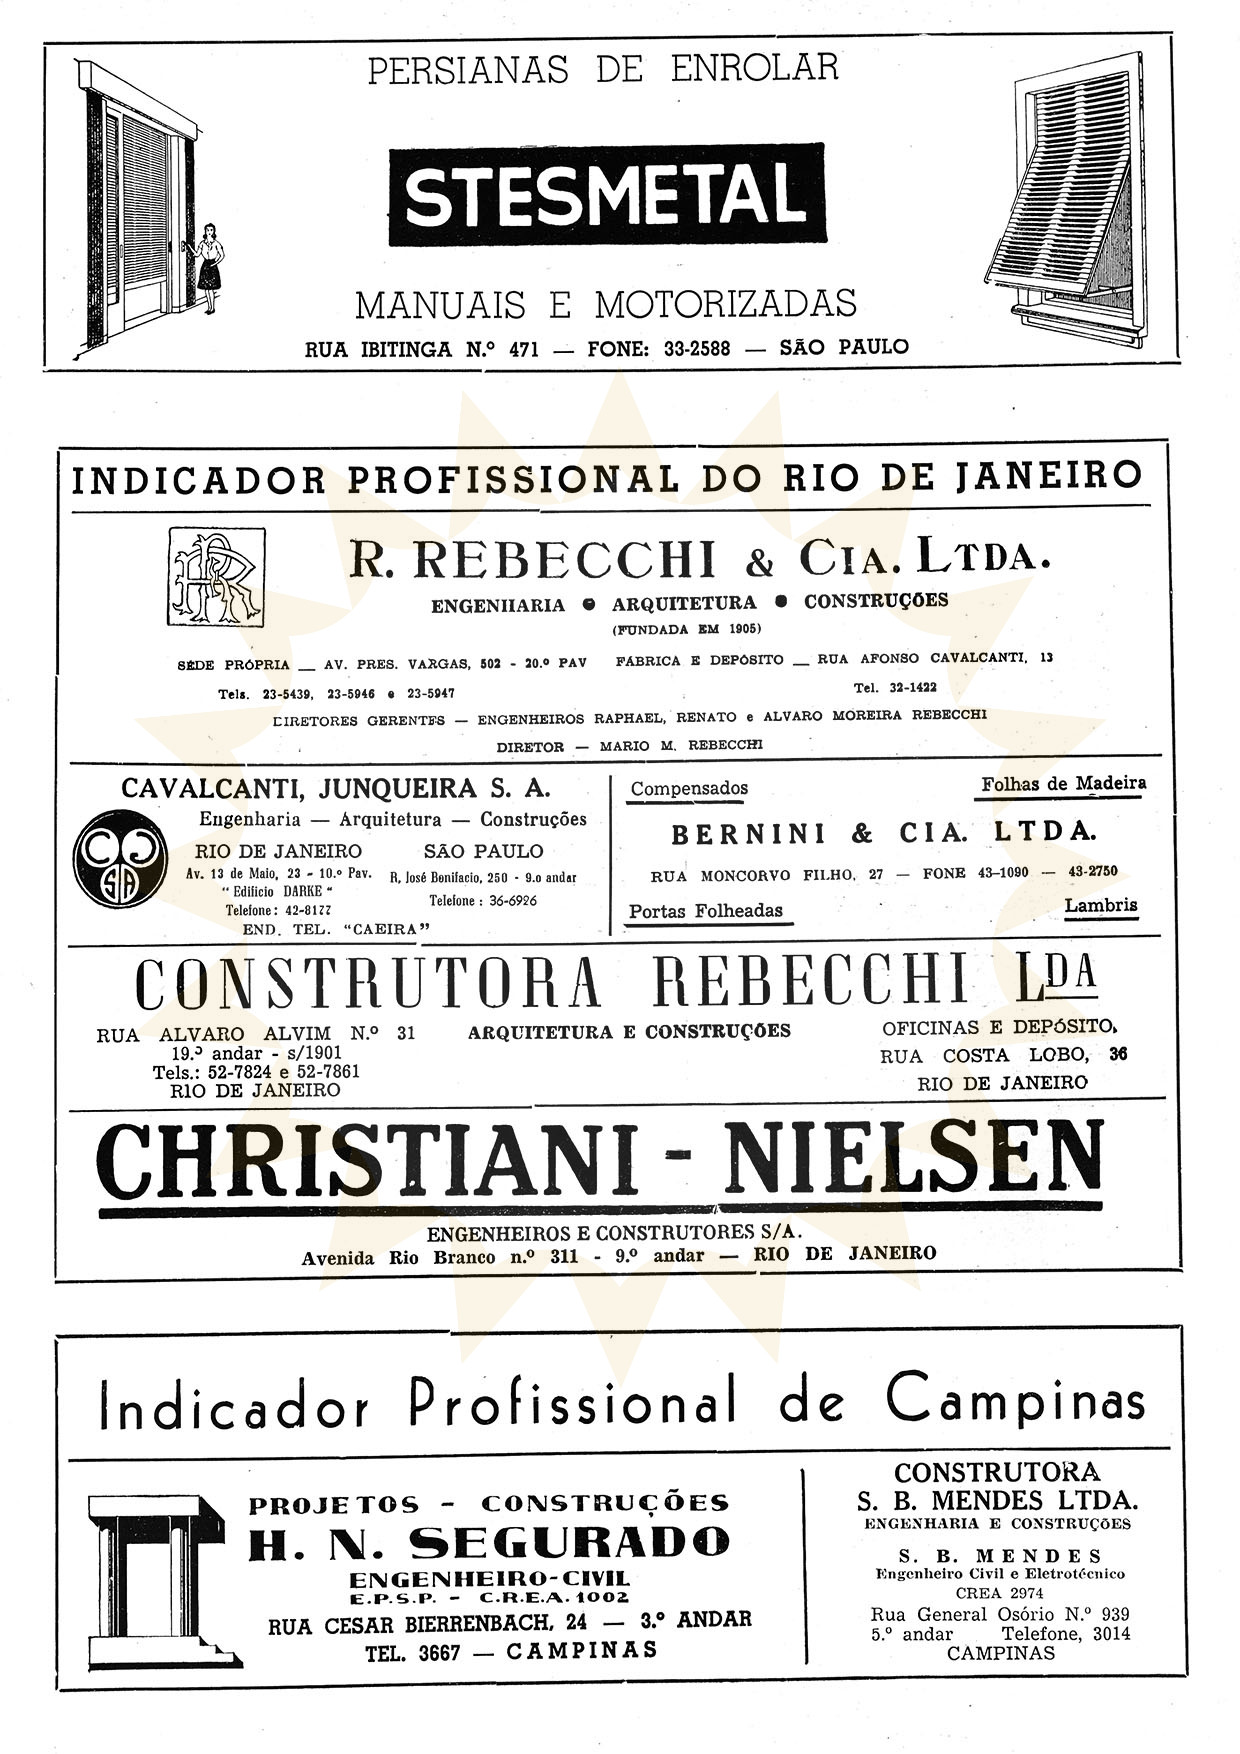 PERSIANAS DE ENROLAR
STESMETAL
MANUAIS E MOTORIZADAS
RUA IBITINGA N.º 471 — FONE: 33-2588 — SÃO PAULO
INDICADOR PROFISSIONAL DO RIO DE JANEIRO
R. REBECCHI & CIA. LTDA.
ENGENHARIA ● ARQUITETURA ● CONSTRUÇÕES
(FUNDADA EM 1905)
SÉDE PRÓPRIA — AV. PRES. VARGAS, 502 - 20.º PAV
Tels. 23-5439, 23-5946 e 23-5947
FÁBRICA E DEPÓSITO — RUA AFONSO CAVALCANTI, 13
Tel. 32-1422
DIRETORES GERENTES — ENGENHEIROS RAPHAEL, RENATO e ALVARO MOREIRA REBECCHI
DIRETOR — MARIO M. REBECCHI
CAVALCANTI, JUNQUEIRA S. A.
Engenharia — Arquitetura — Construções
CJ
SA
RIO DE JANEIRO
Av. 13 de Maio, 23 - 10.º Pav.
"Edificio DARKE"
Telefone: 42-8177
SÃO PAULO
R. José Bonifacio, 250 - 9.o andar
Telefone: 36-6926
END. TEL. "CAEIRA"
Compensados
Folhas de Madeira
BERNINI & CIA. LTDA.
RUA MONCORVO FILHO, 27 — FONE 43-1090 — 43-2750
Portas Folheadas
Lambris
CONSTRUTORA REBECCHI LDA
RUA ALVARO ALVIM N.º 31
19.º andar - s/1901
Tels.: 52-7824 e 52-7861
RIO DE JANEIRO
ARQUITETURA E CONSTRUÇÕES
OFICINAS E DEPÓSITO,
RUA COSTA LOBO, 36
RIO DE JANEIRO
CHRISTIANI - NIELSEN
ENGENHEIROS E CONSTRUTORES S/A.
Avenida Rio Branco n.º 311 - 9.º andar — RIO DE JANEIRO
Indicador Profissional de Campinas
PROJETOS - CONSTRUÇÕES
H. N. SEGURADO
ENGENHEIRO-CIVIL
E.P.S.P. - C.R.E.A. 1002
RUA CESAR BIERRENBACH, 24 — 3.º ANDAR
TEL. 3667 — CAMPINAS
CONSTRUTORA
S. B. MENDES LTDA.
ENGENHARIA E CONSTRUÇÕES
S. B. MENDES
Engenheiro Civil e Eletrotécnico
CREA 2974
Rua General Osório N.º 939
5.º andar Telefone, 3014
CAMPINAS